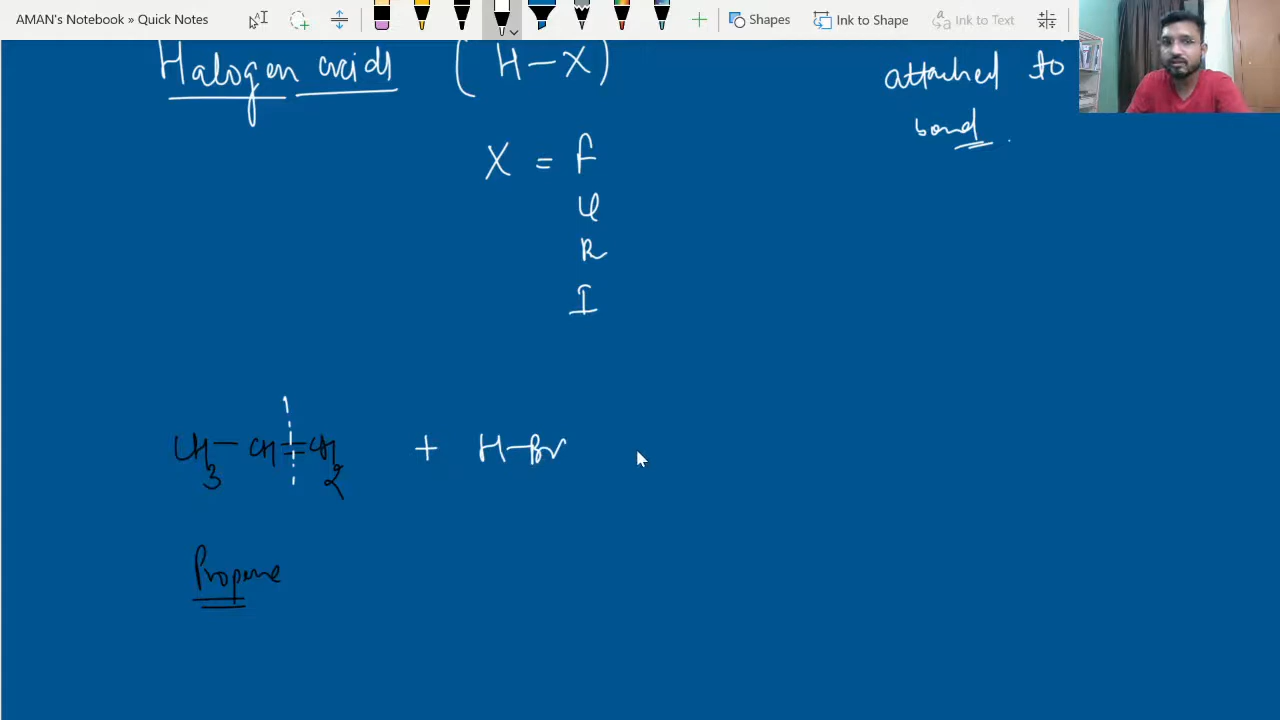 AMAN's Notebook » Quick Notes
Shapes
Ink to Shape
Ink to Text
Halogen acids (H-X)
attached to
bond.
X = F
Cl
Br
I
CH3-CH=CH2 + H-Br
Propene